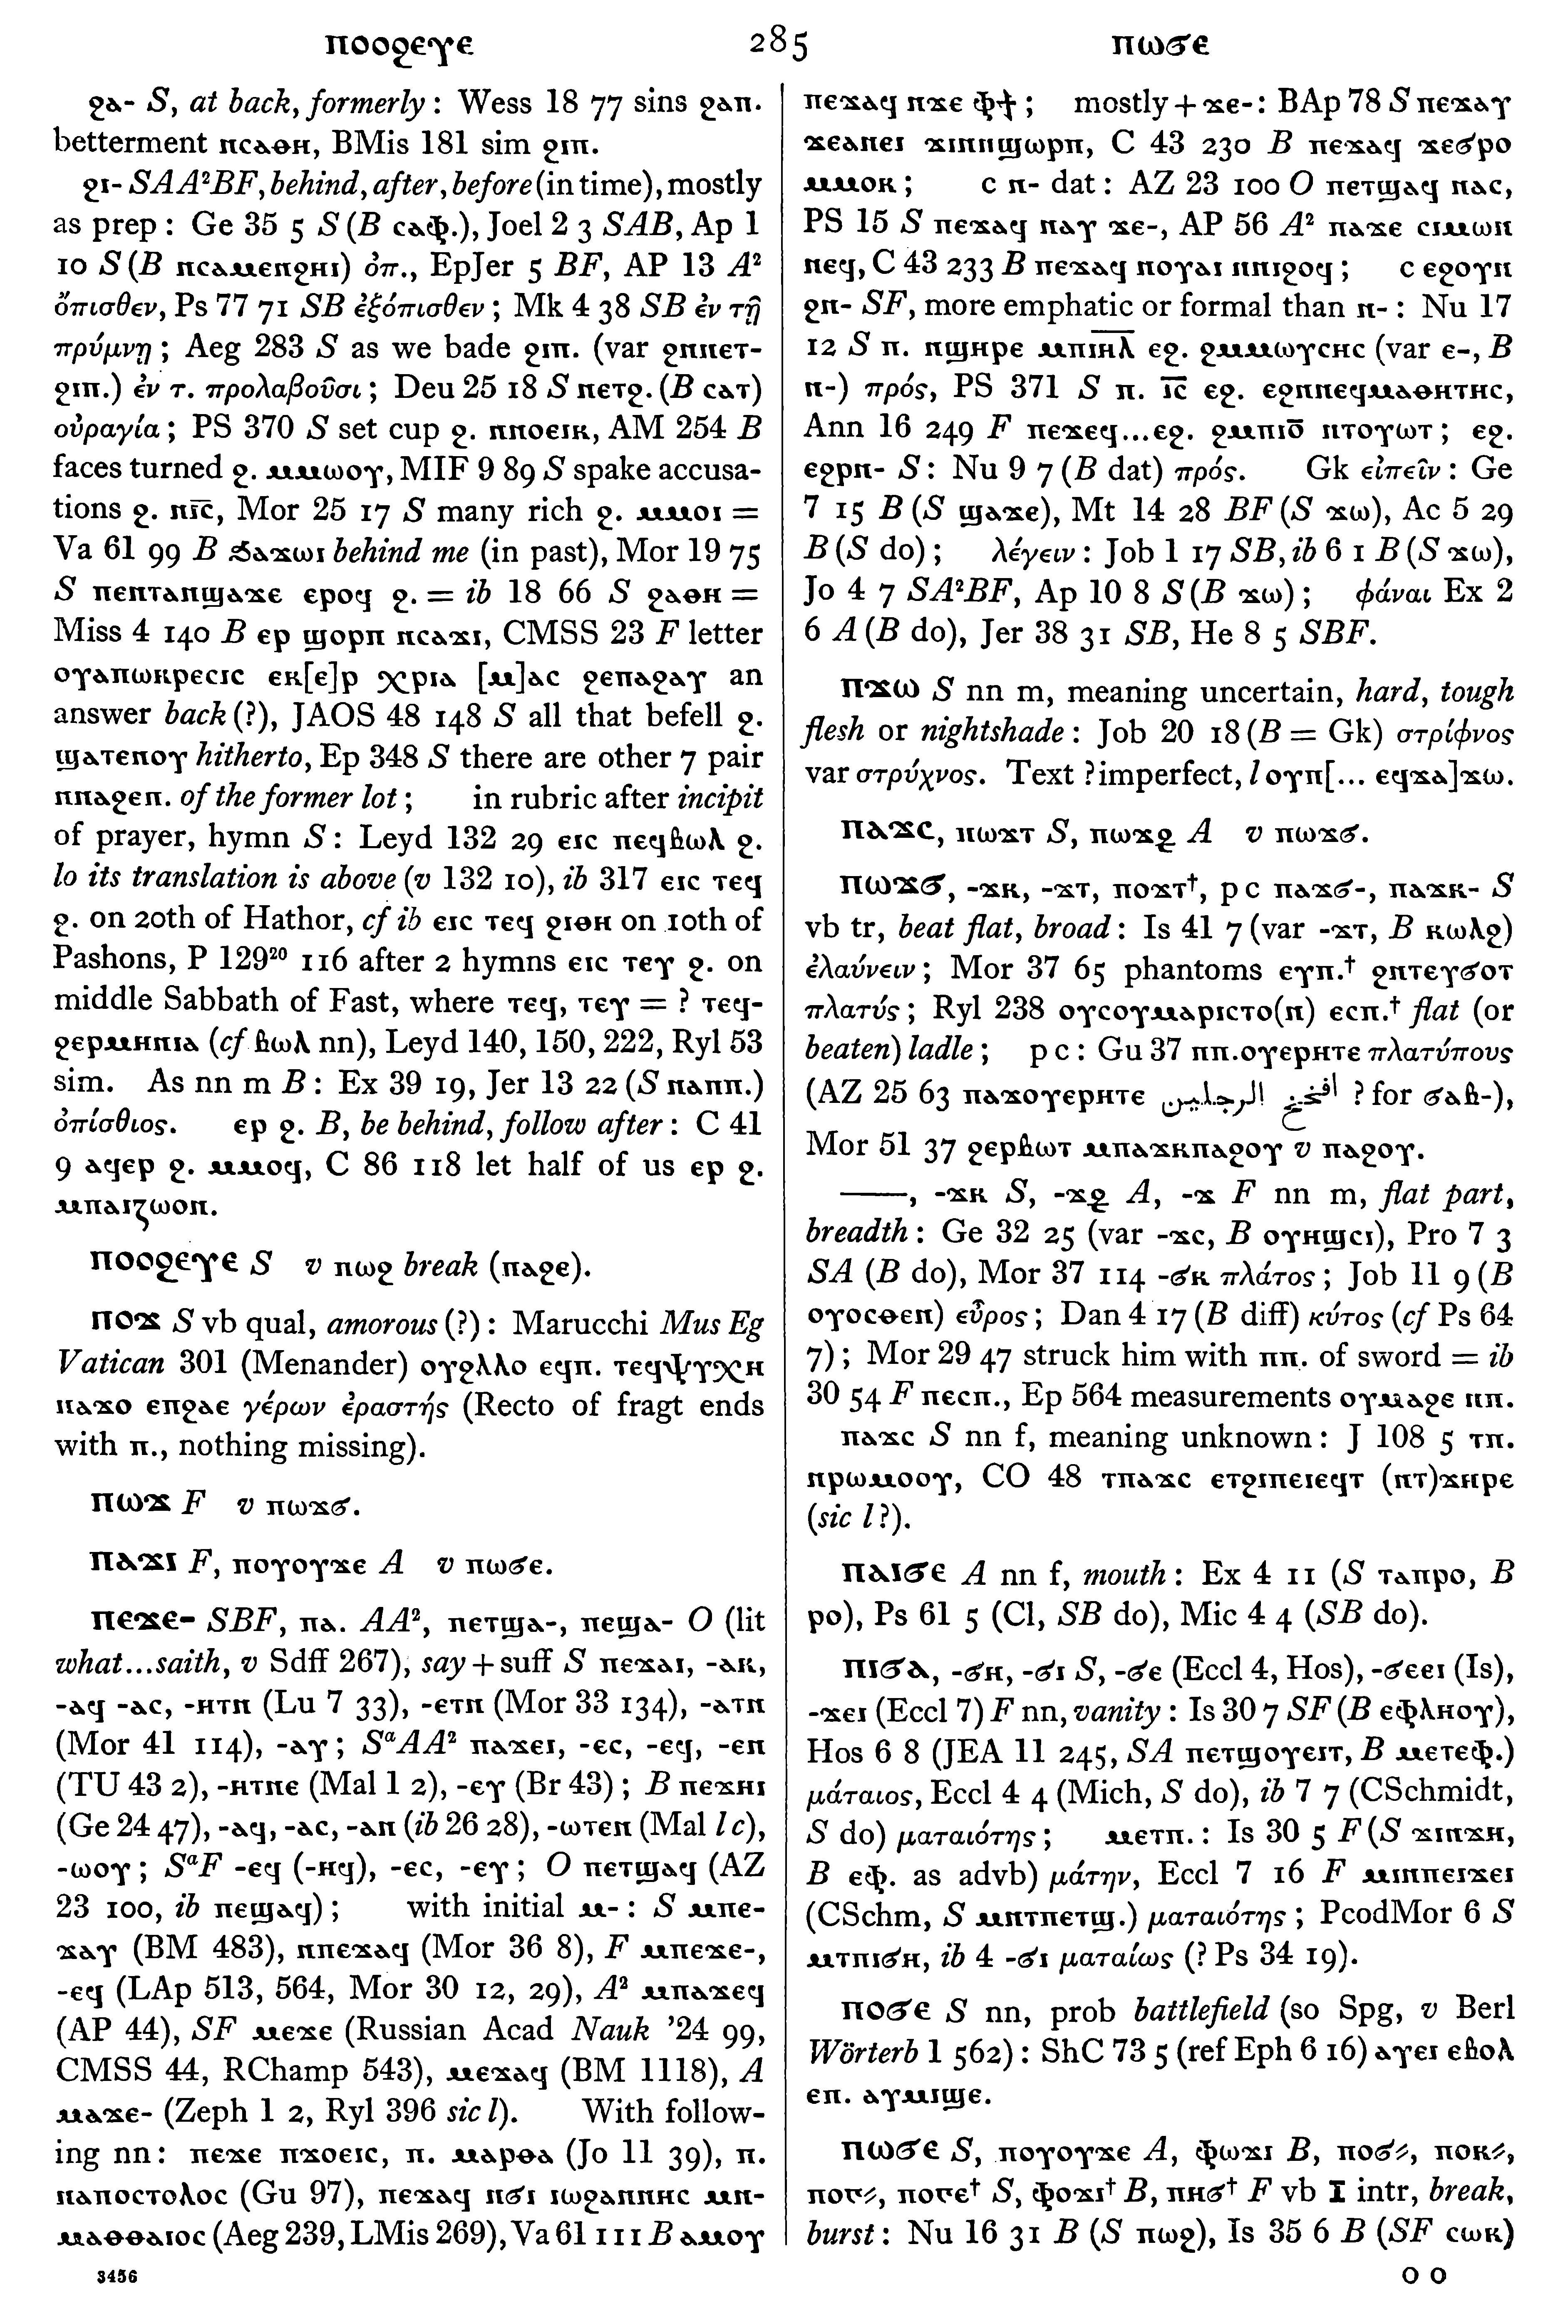 ⲡⲟⲟϩⲉⲩⲉ 285 ⲡⲱϭⲉ
ϩⲁ- S, at back, formerly : Wess 18 77 sins ϩⲁⲡ.
betterment ⲛⲥⲁⲑⲏ, BMis 181 sim ϩⲓⲡ.
ϩⲓ- SAA²BF, behind, after, before (in time), mostly
as prep : Ge 35 5 S (B ⲥⲁⲫ.), Joel 2 3 SAB, Ap 1
10 S (B ⲛⲥⲁⲙⲉⲛϩⲏⲓ) ὀπ., EpJer 5 BF, AP 13 A²
ὄπισθεν, Ps 77 71 SB ἐξόπισθεν ; Mk 4 38 SB ἐν τῇ
πρύμνῃ ; Aeg 283 S as we bade ϩⲓⲡ. (var ϩⲛⲛⲉⲧ-
ϩⲓⲡ.) ἐν τ. προλαβοῦσι ; Deu 25 18 S ⲡⲉⲧϩ. (B ⲥⲁⲧ)
οὐραγία ; PS 370 S set cup ϩ. ⲛⲛⲟⲉⲓⲕ, AM 254 B
faces turned ϩ. ⲙⲙⲱⲟⲩ, MIF 9 89 S spake accusa-
tions ϩ. ⲛⲓ̅ⲥ̅, Mor 25 17 S many rich ϩ. ⲙⲙⲟⲓ =
Va 61 99 B ϧⲁϫⲱⲓ behind me (in past), Mor 19 75
S ⲡⲉⲛⲧⲁⲛϣⲁϫⲉ ⲉⲣⲟϥ ϩ. = ib 18 66 S ϩⲁⲑⲏ =
Miss 4 140 B ⲉⲣ ϣⲟⲣⲡ ⲛⲥⲁϫⲓ, CMSS 23 F letter
ⲟⲩⲁⲡⲱⲕⲣⲉⲥⲓⲥ ⲉⲕ[ⲉ]ⲣ ⲭⲣⲓⲁ [ⲙ]ⲁⲥ ϩⲉⲡⲁϩⲁⲩ an
answer back (?), JAOS 48 148 S all that befell ϩ.
ϣⲁⲧⲉⲛⲟⲩ hitherto, Ep 348 S there are other 7 pair
ⲛⲛⲁϩⲉⲡ. of the former lot ; in rubric after incipit
of prayer, hymn S : Leyd 132 29 ⲉⲓⲥ ⲡⲉϥⲃⲱⲗ ϩ.
lo its translation is above (v 132 10), ib 317 ⲉⲓⲥ ⲧⲉϥ
ϩ. on 20th of Hathor, cf ib ⲉⲓⲥ ⲧⲉϥ ϩⲓⲑⲏ on 10th of
Pashons, P 129²⁰ 116 after 2 hymns ⲉⲓⲥ ⲧⲉⲩ ϩ. on
middle Sabbath of Fast, where ⲧⲉϥ, ⲧⲉⲩ = ? ⲧⲉϥ-
ϩⲉⲣⲙⲏⲛⲓⲁ (cf ⲃⲱⲗ nn), Leyd 140, 150, 222, Ryl 53
sim. As nn m B : Ex 39 19, Jer 13 22 (S ⲛⲁⲡⲡ.)
ὀπίσθιος. ⲉⲣ ϩ. B, be behind, follow after : C 41
9 ⲁϥⲉⲣ ϩ. ⲙⲙⲟϥ, C 86 118 let half of us ⲉⲣ ϩ.
ⲙⲡⲁⲓⲍⲱⲟⲛ.
ⲡⲟⲟϩⲉⲩⲉ S v ⲡⲱϩ break (ⲡⲁϩⲉ).
ⲡⲟϫ S vb qual, amorous (?) : Marucchi Mus Eg
Vatican 301 (Menander) ⲟⲩϩⲗⲗⲟ ⲉϥⲡ. ⲧⲉϥⲯⲩⲭⲏ
ⲛⲁϫⲟ ⲉⲡϩⲁⲉ γέρων ἐραστής (Recto of fragt ends
with ⲡ., nothing missing).
ⲡⲱϫ F v ⲡⲱϫϭ.
ⲡⲁϫⲓ F, ⲡⲟⲩⲟⲩϫⲉ A v ⲡⲱϭⲉ.
ⲡⲉϫⲉ- SBF, ⲡⲁ. AA², ⲡⲉⲧϣⲁ-, ⲡⲉϣⲁ- O (lit
what...saith, v Sdff 267), say + suff S ⲡⲉϫⲁⲓ, -ⲁⲕ,
-ⲁϥ -ⲁⲥ, -ⲏⲧⲛ (Lu 7 33), -ⲉⲧⲛ (Mor 33 134), -ⲁⲧⲛ
(Mor 41 114), -ⲁⲩ ; SᵃAA² ⲡⲁϫⲉⲓ, -ⲉⲥ, -ⲉϥ, -ⲉⲛ
(TU 43 2), -ⲏⲧⲛⲉ (Mal 1 2), -ⲉⲩ (Br 43) ; B ⲡⲉϫⲏⲓ
(Ge 24 47), -ⲁϥ, -ⲁⲥ, -ⲁⲛ (ib 26 28), -ⲱⲧⲉⲛ (Mal l c),
-ⲱⲟⲩ ; SᵃF -ⲉϥ (-ⲏϥ), -ⲉⲥ, -ⲉⲩ ; O ⲡⲉⲧϣⲁϥ (AZ
23 100, ib ⲡⲉϣⲁϥ) ; with initial ⲙ- : S ⲙⲡⲉ-
ϫⲁⲩ (BM 483), ⲛⲡⲉϫⲁϥ (Mor 36 8), F ⲙⲡⲉϫⲉ-,
-ⲉϥ (LAp 513, 564, Mor 30 12, 29), A² ⲙⲡⲁϫⲉϥ
(AP 44), SF ⲙⲉϫⲉ (Russian Acad Nauk '24 99,
CMSS 44, RChamp 543), ⲙⲉϫⲁϥ (BM 1118), A
ⲙⲁϫⲉ- (Zeph 1 2, Ryl 396 sic l). With follow-
ing nn : ⲡⲉϫⲉ ⲡϫⲟⲉⲓⲥ, ⲡ. ⲙⲁⲣⲑⲁ (Jo 11 39), ⲡ.
ⲛⲁⲡⲟⲥⲧⲟⲗⲟⲥ (Gu 97), ⲡⲉϫⲁϥ ⲛϭⲓ ⲓⲱϩⲁⲛⲛⲏⲥ ⲙⲛ-
ⲙⲁⲑⲑⲁⲓⲟⲥ (Aeg 239, LMis 269), Va 61 111 B ⲁⲙⲟⲩ
3456
ⲡⲉϫⲁϥ ⲛϫⲉ ⲫϯ ; mostly + ϫⲉ- : BAp 78 S ⲡⲉϫⲁⲩ
ϫⲉⲁⲛⲉⲓ ϫⲓⲛⲛϣⲱⲣⲡ, C 43 230 B ⲡⲉϫⲁϥ ϫⲉϭⲣⲟ
ⲙⲙⲟⲕ ; c ⲛ- dat : AZ 23 100 O ⲡⲉⲧϣⲁϥ ⲛⲁⲥ,
PS 15 S ⲡⲉϫⲁϥ ⲛⲁⲩ ϫⲉ-, AP 56 A² ⲡⲁϫⲉ ⲥⲓⲙⲱⲛ
ⲛⲉϥ, C 43 233 B ⲡⲉϫⲁϥ ⲛⲟⲩⲁⲓ ⲛⲛⲓϩⲟϥ ; c ⲉϩⲟⲩⲛ
ϩⲛ- SF, more emphatic or formal than ⲛ- : Nu 17
12 S ⲡ. ⲛϣⲏⲣⲉ ⲙⲡⲓ̅ⲏ̅ⲗ̅ ⲉϩ. ϩⲙⲙⲱⲩⲥⲏⲥ (var ⲉ-, B
ⲛ-) πρός, PS 371 S ⲡ. ⲓ̅ⲥ̅ ⲉϩ. ⲉϩⲛⲛⲉϥⲙⲁⲑⲏⲧⲏⲥ,
Ann 16 249 F ⲡⲉϫⲉϥ...ⲉϩ. ϩⲙⲡⲓⲟ̅ ⲛⲧⲟⲩⲱⲧ ; ⲉϩ.
ⲉϩⲣⲛ- S : Nu 9 7 (B dat) πρός. Gk εἰπεῖν : Ge
7 15 B (S ϣⲁϫⲉ), Mt 14 28 BF (S ϫⲱ), Ac 5 29
B (S do) ; λέγειν : Job 1 17 SB, ib 6 1 B (S ϫⲱ),
Jo 4 7 SA²BF, Ap 10 8 S (B ϫⲱ) ; φάναι Ex 2
6 A (B do), Jer 38 31 SB, He 8 5 SBF.
ⲡϫⲱ S nn m, meaning uncertain, hard, tough
flesh or nightshade : Job 20 18 (B = Gk) στρίφνος
var στρύχνος. Text ? imperfect, l ⲟⲩⲡ[... ⲉϥϫⲁ]ϫⲱ.
ⲡⲁϫⲥ, ⲡⲱϫⲧ S, ⲡⲱϫϩ A v ⲡⲱϫϭ.
ⲡⲱϫϭ, -ϫⲕ, -ϫⲧ, ⲡⲟϫⲧ†, p c ⲡⲁϫϭ-, ⲡⲁϫⲕ- S
vb tr, beat flat, broad : Is 41 7 (var -ϫⲧ, B ⲕⲱⲗϩ)
ἐλαύνειν ; Mor 37 65 phantoms ⲉⲩⲡ.† ϩⲛⲧⲉⲩϭⲟⲧ
πλατύς ; Ryl 238 ⲟⲩⲥⲟⲩⲙⲁⲣⲓⲥⲧⲟ(ⲛ) ⲉⲥⲡ.† flat (or
beaten) ladle ; p c : Gu 37 ⲛⲡ.ⲟⲩⲉⲣⲏⲧⲉ πλατύπους
(AZ 25 63 ⲡⲁϫⲟⲩⲉⲣⲏⲧⲉ الرجلين ? for ϭⲁⲃ-),
Mor 51 37 ϩⲉⲣⲃⲱⲧ ⲙⲡⲁϫⲕⲡⲁϩⲟⲩ v ⲡⲁϩⲟⲩ.
——, -ϫⲕ S, -ϫϩ A, -ϫ F nn m, flat part,
breadth : Ge 32 25 (var -ϫⲥ, B ⲟⲩⲏϣⲥⲓ), Pro 7 3
SA (B do), Mor 37 114 -ϭⲕ πλάτος ; Job 11 9 (B
ⲟⲩⲟⲥⲑⲉⲛ) εὖρος ; Dan 4 17 (B diff) κύτος (cf Ps 64
7) ; Mor 29 47 struck him with ⲡⲡ. of sword = ib
30 54 F ⲡⲉⲥⲡ., Ep 564 measurements ⲟⲩⲙⲁϩⲉ ⲛⲡ.
ⲡⲁϫⲥ S nn f, meaning unknown : J 108 5 ⲧⲡ.
ⲛⲣⲱⲙⲟⲟⲩ, CO 48 ⲧⲡⲁϫⲥ ⲉⲧϩⲓⲡⲉⲓⲉϥⲧ (ⲛⲧ)ϫⲏⲣⲉ
(sic l ?).
ⲡⲁⲓϭⲉ A nn f, mouth : Ex 4 11 (S ⲧⲁⲡⲣⲟ, B
ⲣⲟ), Ps 61 5 (Cl, SB do), Mic 4 4 (SB do).
ⲡⲓϭⲁ, -ϭⲏ, -ϭⲓ S, -ϭⲉ (Eccl 4, Hos), -ϭⲉⲉⲓ (Is),
-ϫⲉⲓ (Eccl 7) F nn, vanity : Is 30 7 SF (B ⲉⲫⲗⲏⲟⲩ),
Hos 6 8 (JEA 11 245, SA ⲡⲉⲧϣⲟⲩⲉⲓⲧ, B ⲙⲉⲧⲉⲫ.)
μάταιος, Eccl 4 4 (Mich, S do), ib 7 7 (CSchmidt,
S do) ματαιότης ; ⲙⲉⲧⲡ. : Is 30 5 F (S ϫⲓⲛϫⲏ,
B ⲉⲫ. as advb) μάτην, Eccl 7 16 F ⲙⲓⲛⲡⲉⲓϫⲉⲓ
(CSchm, S ⲙⲛⲧⲡⲉⲧϣ.) ματαιότης ; PcodMor 6 S
ⲙⲧⲡⲓϭⲏ, ib 4 -ϭⲓ ματαίως (? Ps 34 19).
ⲡⲟϭⲉ S nn, prob battlefield (so Spg, v Berl
Wörterb 1 562) : ShC 73 5 (ref Eph 6 16) ⲁⲩⲉⲓ ⲉⲃⲟⲗ
ⲉⲡ. ⲁⲩⲙⲓϣⲉ.
ⲡⲱϭⲉ S, ⲡⲟⲩⲟⲩϫⲉ A, ⲫⲱϫⲓ B, ⲡⲟϭ⸗, ⲡⲟⲕ⸗,
ⲡⲟϭ⸗, ⲡⲟϭⲉ† S, ⲫⲟϫⲓ† B, ⲡⲏϭ† F vb I intr, break,
burst : Nu 16 31 B (S ⲡⲱϩ), Is 35 6 B (SF ⲥⲱⲕ)
O O